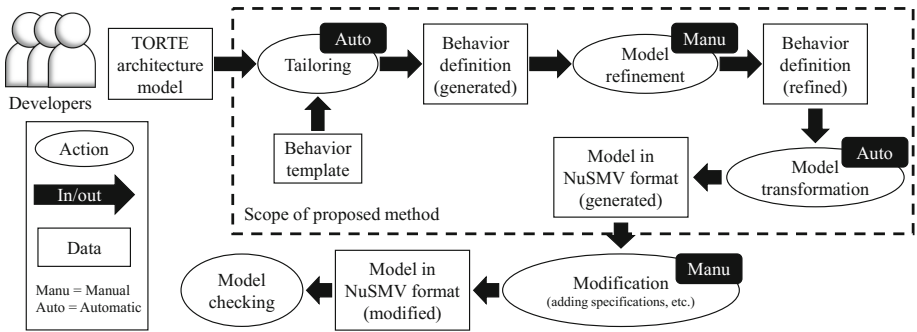 Developers
TORTE
architecture
model
Auto
Tailoring
Behavior
template
Behavior
definition
(generated)
Manu
Model
refinement
Behavior
definition
(refined)
Auto
Model
transformation
Model in
NuSMV format
(generated)
Scope of proposed method
Manu
Modification
(adding specifications, etc.)
Model in
NuSMV format
(modified)
Model
checking
Action
In/out
Data
Manu = Manual
Auto = Automatic